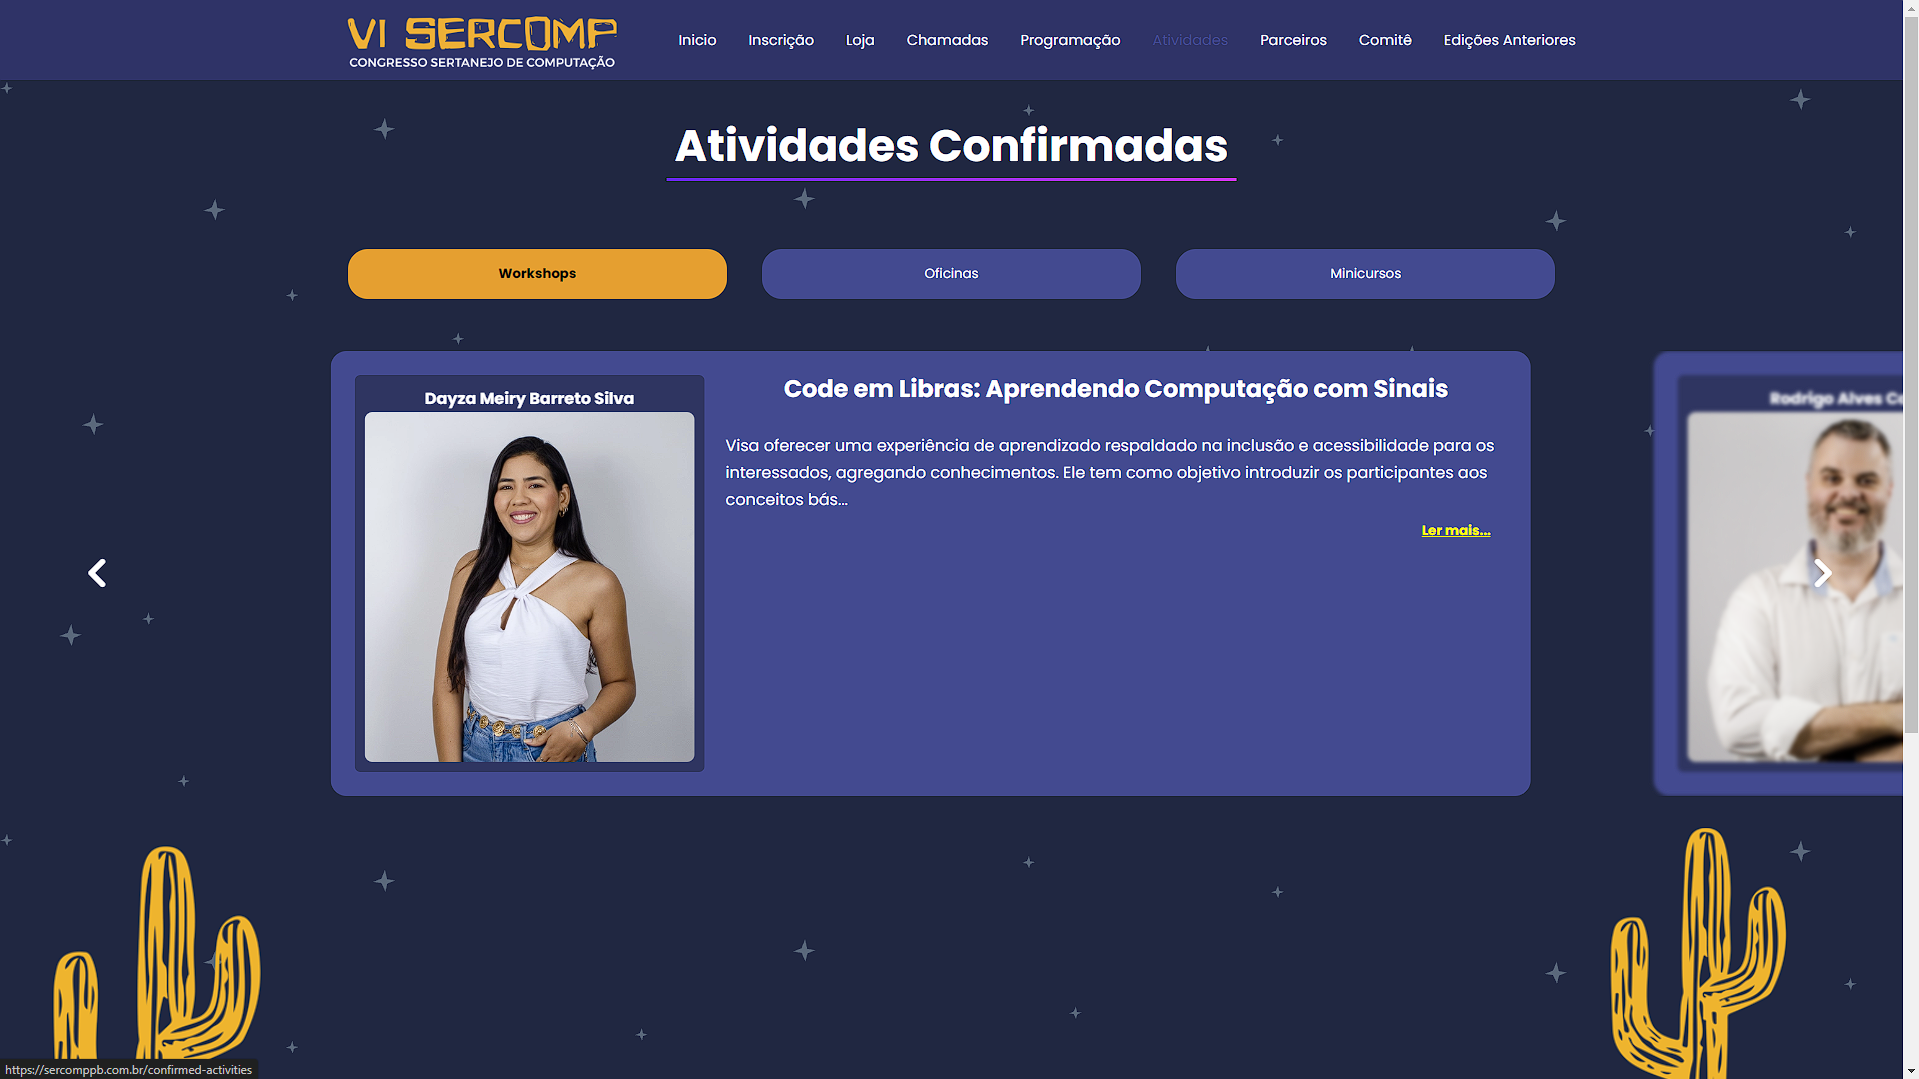 VI SERCOMP
CONGRESSO SERTANEJO DE COMPUTAÇÃO
Inicio
Inscrição
Loja
Chamadas
Programação
Atividades
Parceiros
Comitê
Edições Anteriores
Atividades Confirmadas
Workshops
Oficinas
Minicursos
Dayza Meiry Barreto Silva
Code em Libras: Aprendendo Computação com Sinais
Visa oferecer uma experiência de aprendizado respaldado na inclusão e acessibilidade para os
interessados, agregando conhecimentos. Ele tem como objetivo introduzir os participantes aos
conceitos bás...
Ler mais...
Rodrigo Alves
https://sercomppb.com.br/confirmed-activities